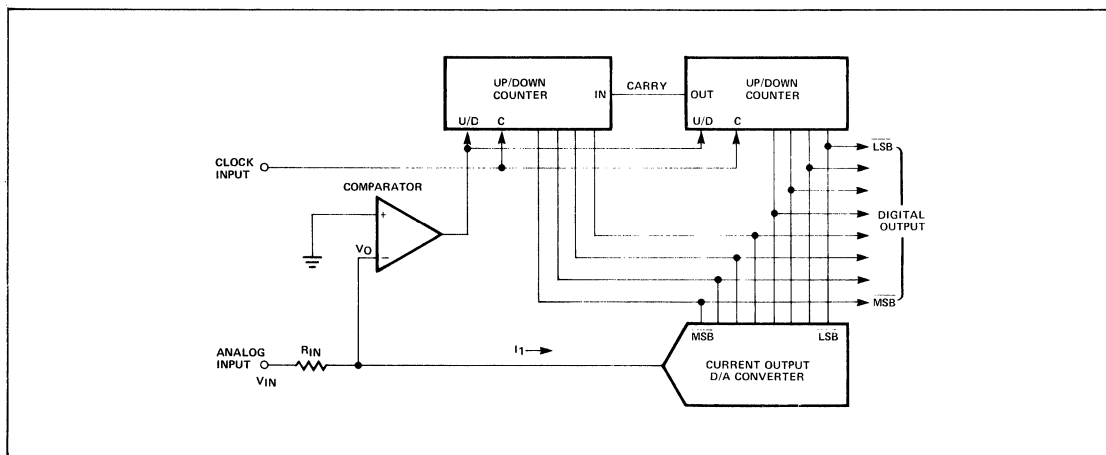 UP/DOWN
COUNTER
IN
U/D C
CARRY
UP/DOWN
COUNTER
OUT
U/D C
CLOCK
INPUT
COMPARATOR
+
VO
−
LSB
DIGITAL
OUTPUT
MSB
ANALOG
INPUT
VIN
RIN
I1
MSB LSB
CURRENT OUTPUT
D/A CONVERTER